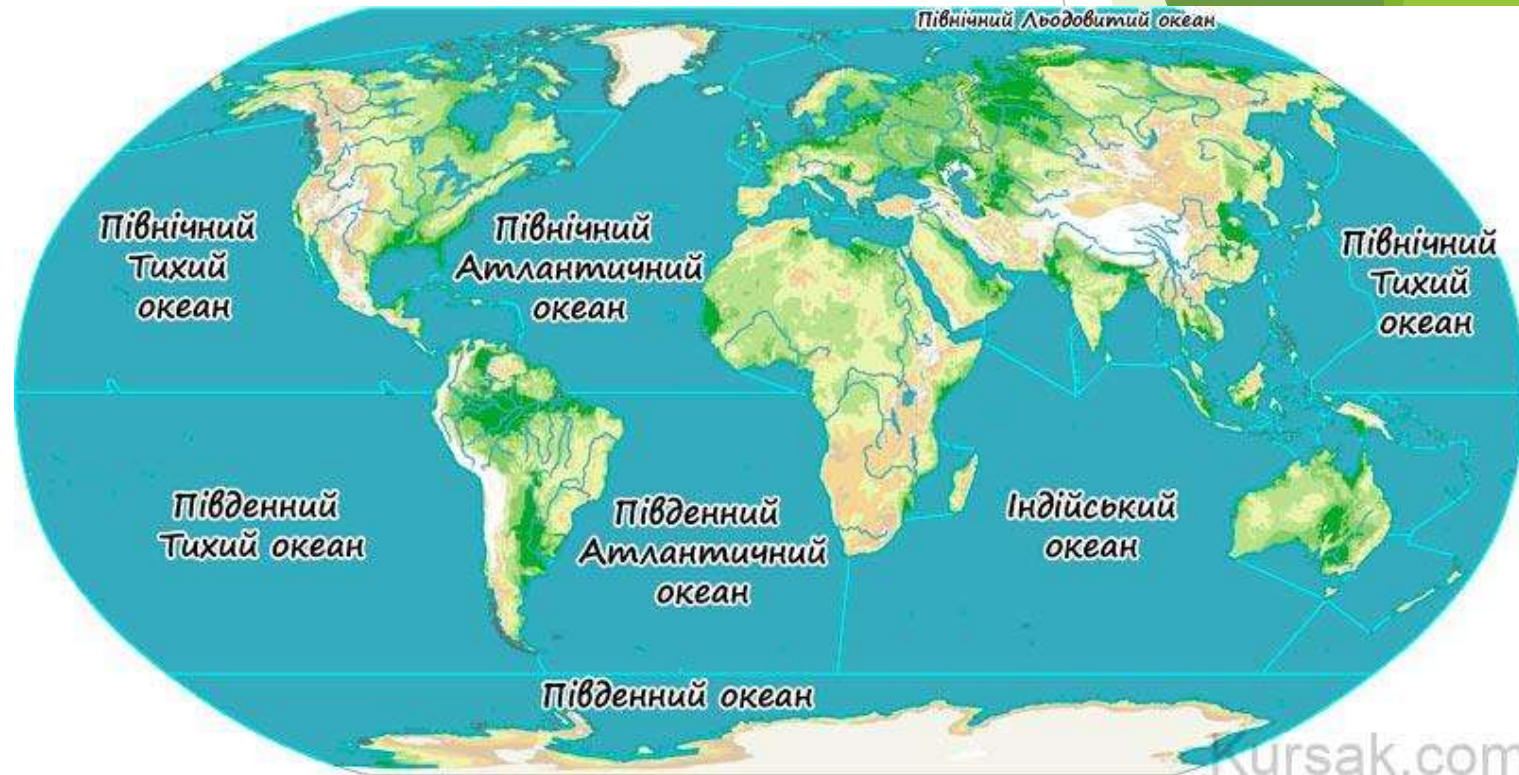 Північний Льодовитий океан
Північний
Тихий
океан
Північний
Атлантичний
океан
Північний
Тихий
океан
Південний
Тихий океан
Південний
Атлантичний
океан
Індійський
океан
Південний океан
Kursak.com